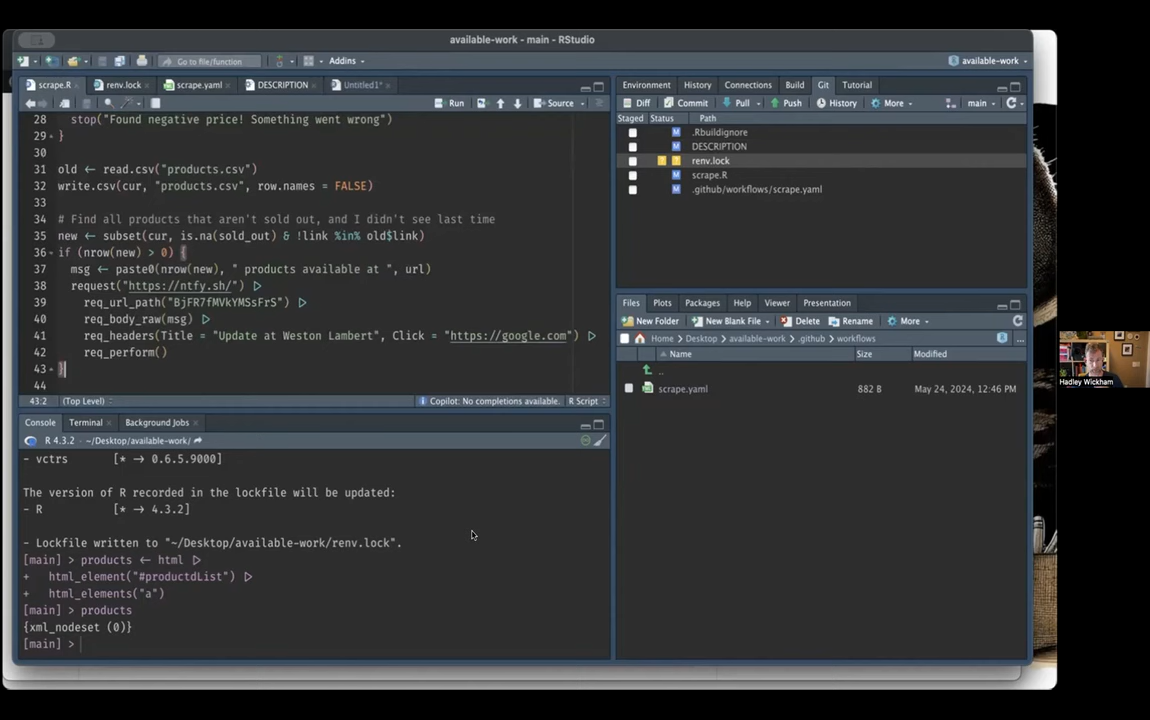 available-work - main - RStudio
Go to file/function
Addins
available-work
scrape.R
renv.lock
scrape.yaml
DESCRIPTION
Untitled1*
Run
Source
28 stop("Found negative price! Something went wrong")
29 }
30
31 old ← read.csv("products.csv")
32 write.csv(cur, "products.csv", row.names = FALSE)
33
34 # Find all products that aren't sold out, and I didn't see last time
35 new ← subset(cur, is.na(sold_out) & !link %in% old$link)
36 if (nrow(new) > 0) {
37 msg ← paste0(nrow(new), " products available at ", url)
38 request("https://ntfy.sh/") ▷
39 req_url_path("BjFR7fMVkYMSsFrS") ▷
40 req_body_raw(msg) ▷
41 req_headers(Title = "Update at Weston Lambert", Click = "https://google.com") ▷
42 req_perform()
43 }
44
43:2
(Top Level)
Copilot: No completions available.
R Script
Console
Terminal
Background Jobs
R 4.3.2 · ~/Desktop/available-work/
- vctrs [* → 0.6.5.9000]
The version of R recorded in the lockfile will be updated:
- R [* → 4.3.2]
- Lockfile written to "~/Desktop/available-work/renv.lock".
[main] > products ← html ▷
+ html_element("#productdList") ▷
+ html_elements("a")
[main] > products
{xml_nodeset (0)}
[main] >
Environment
History
Connections
Build
Git
Tutorial
Diff
Commit
Pull
Push
History
More
main
Staged
Status
Path
M .Rbuildignore
M DESCRIPTION
? ? renv.lock
M scrape.R
M .github/workflows/scrape.yaml
Files
Plots
Packages
Help
Viewer
Presentation
New Folder
New Blank File
Delete
Rename
More
Home
Desktop
available-work
.github
workflows
...
Name
Size
Modified
..
scrape.yaml
882 B
May 24, 2024, 12:46 PM
Hadley Wickham